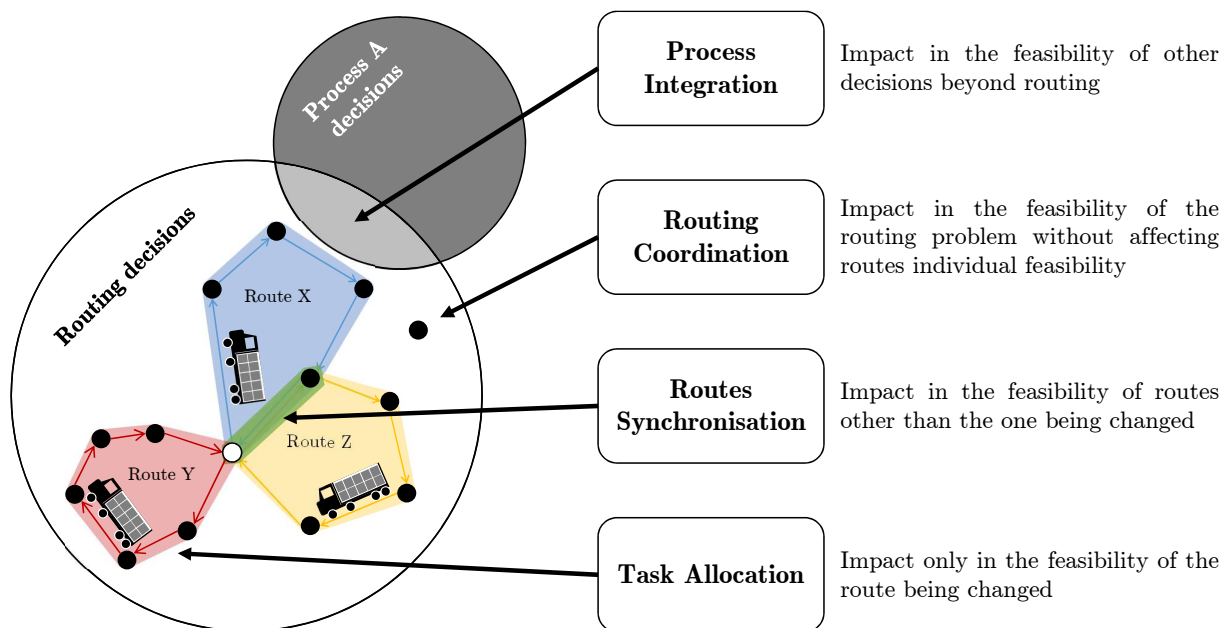 Process A
decisions
Routing decisions
Route X
Route Y
Route Z
Process
Integration
Impact in the feasibility of other
decisions beyond routing
Routing
Coordination
Impact in the feasibility of the
routing problem without affecting
routes individual feasibility
Routes
Synchronisation
Impact in the feasibility of routes
other than the one being changed
Task Allocation
Impact only in the feasibility of the
route being changed